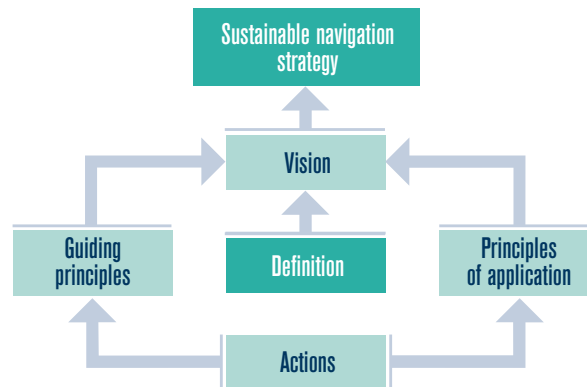 Sustainable navigation
strategy
Vision
Guiding
principles
Definition
Principles
of application
Actions